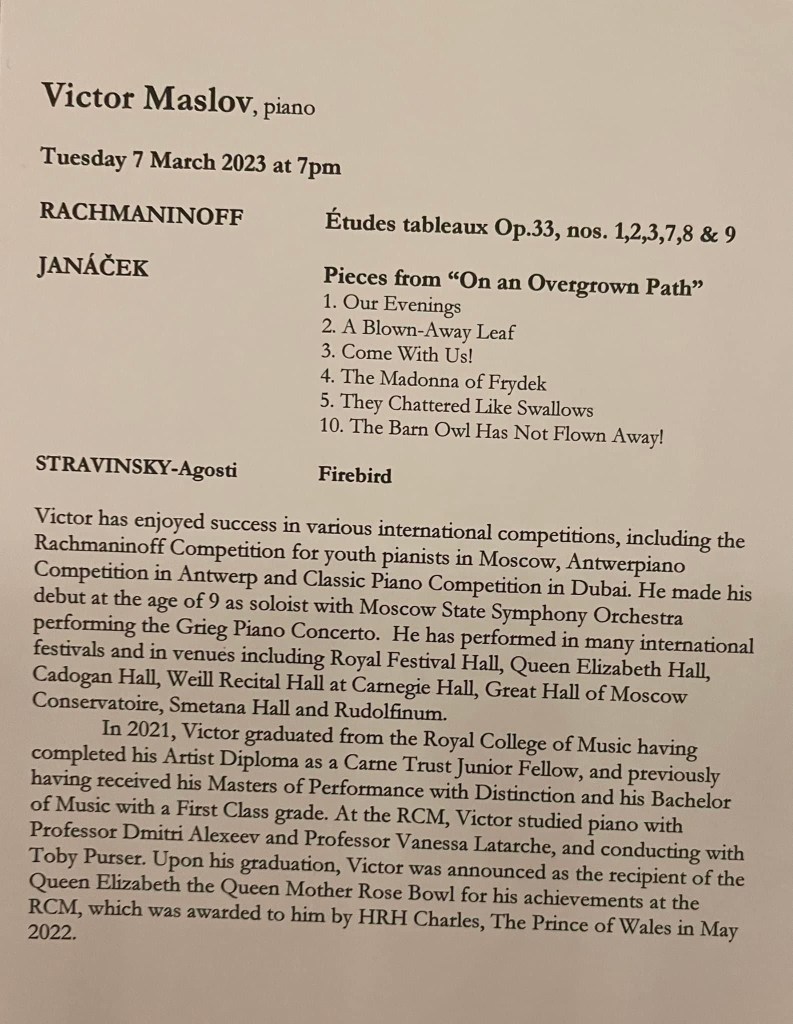 Victor Maslov, piano
Tuesday 7 March 2023 at 7pm
RACHMANINOFF Études tableaux Op.33, nos. 1,2,3,7,8 & 9
JANÁČEK Pieces from “On an Overgrown Path”
1. Our Evenings
2. A Blown-Away Leaf
3. Come With Us!
4. The Madonna of Frydek
5. They Chattered Like Swallows
10. The Barn Owl Has Not Flown Away!
STRAVINSKY-Agosti Firebird
Victor has enjoyed success in various international competitions, including the
Rachmaninoff Competition for youth pianists in Moscow, Antwerpiano
Competition in Antwerp and Classic Piano Competition in Dubai. He made his
debut at the age of 9 as soloist with Moscow State Symphony Orchestra
performing the Grieg Piano Concerto. He has performed in many international
festivals and in venues including Royal Festival Hall, Queen Elizabeth Hall,
Cadogan Hall, Weill Recital Hall at Carnegie Hall, Great Hall of Moscow
Conservatoire, Smetana Hall and Rudolfinum.
In 2021, Victor graduated from the Royal College of Music having
completed his Artist Diploma as a Carne Trust Junior Fellow, and previously
having received his Masters of Performance with Distinction and his Bachelor
of Music with a First Class grade. At the RCM, Victor studied piano with
Professor Dmitri Alexeev and Professor Vanessa Latarche, and conducting with
Toby Purser. Upon his graduation, Victor was announced as the recipient of the
Queen Elizabeth the Queen Mother Rose Bowl for his achievements at the
RCM, which was awarded to him by HRH Charles, The Prince of Wales in May
2022.